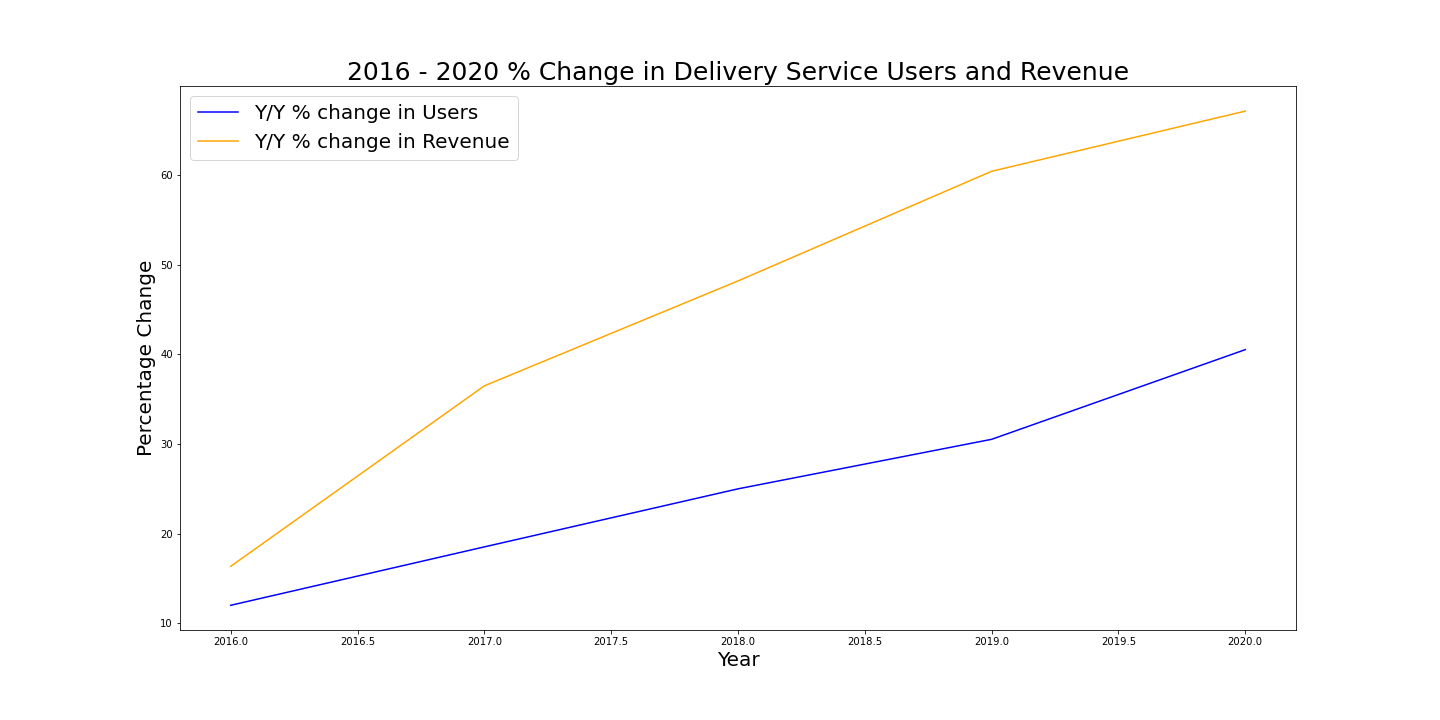 2016 - 2020 % Change in Delivery Service Users and Revenue
Y/Y % change in Users
Y/Y % change in Revenue
Percentage Change
60
50
40
30
20
10
2016.0 2016.5 2017.0 2017.5 2018.0 2018.5 2019.0 2019.5 2020.0
Year